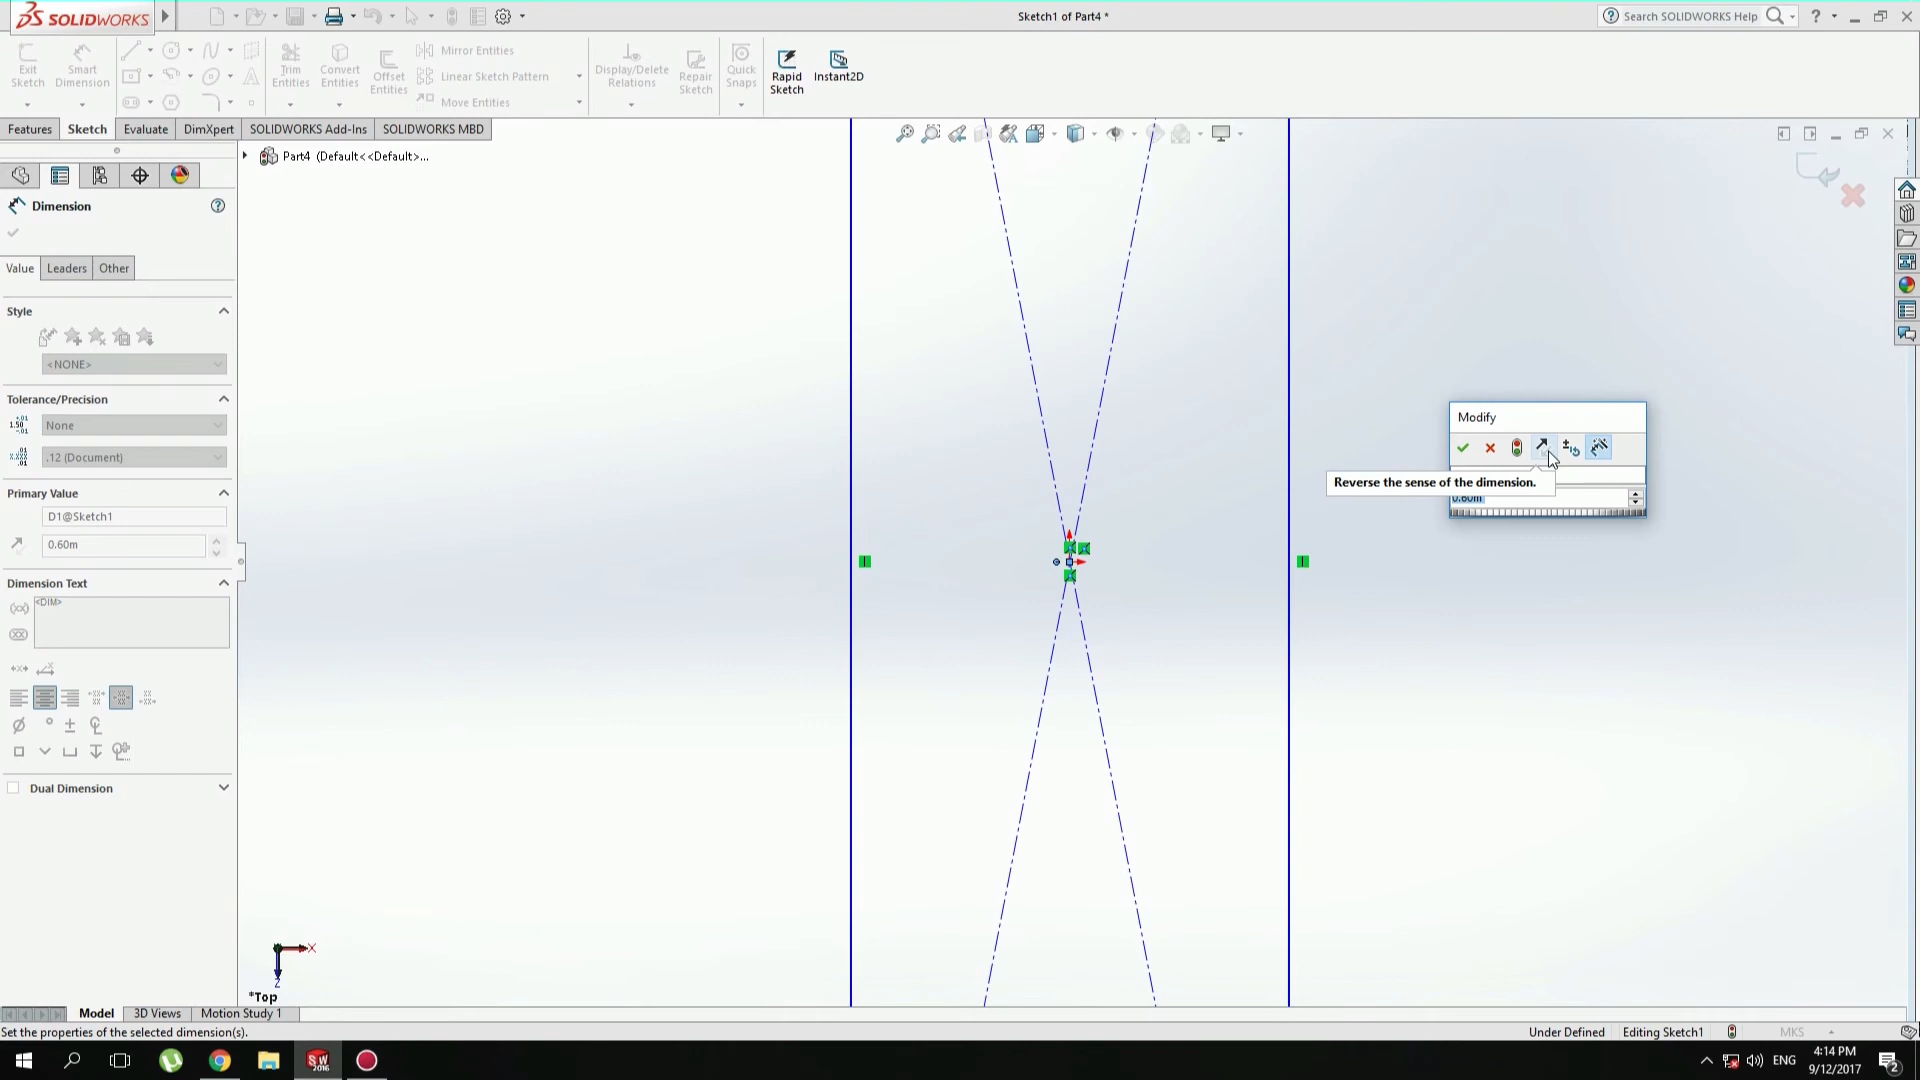 SOLIDWORKS
Sketch1 of Part4 *
Search SOLIDWORKS Help
Exit Sketch
Smart Dimension
Trim Entities
Convert Entities
Offset Entities
Mirror Entities
Linear Sketch Pattern
Move Entities
Display/Delete Relations
Repair Sketch
Quick Snaps
Rapid Sketch
Instant2D
Features
Sketch
Evaluate
DimXpert
SOLIDWORKS Add-Ins
SOLIDWORKS MBD
Part4 (Default<<Default>...
Dimension
Value
Leaders
Other
Style
<NONE>
Tolerance/Precision
None
.12 (Document)
Primary Value
D1@Sketch1
0.60m
Dimension Text
<DIM>
Dual Dimension
Modify
Reverse the sense of the dimension.
0.60m
X
Z
*Top
Model
3D Views
Motion Study 1
Set the properties of the selected dimension(s).
Under Defined
Editing Sketch1
MKS
ENG
4:14 PM
9/12/2017
2
SW
2016